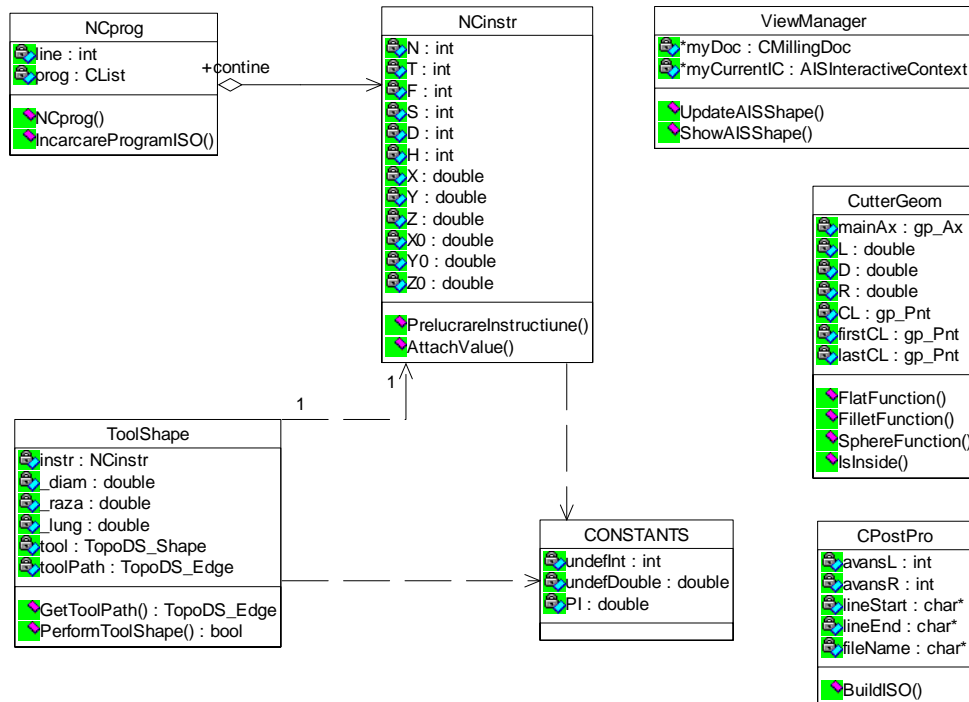 NCprog
line : int
prog : CList
NCprog()
IncarcareProgramISO()
+contine
NCinstr
N : int
T : int
F : int
S : int
D : int
H : int
X : double
Y : double
Z : double
X0 : double
Y0 : double
Z0 : double
PrelucrareInstructiune()
AttachValue()
ViewManager
*myDoc : CMillingDoc
*myCurrentIC : AISInteractiveContext
UpdateAISShape()
ShowAISShape()
CutterGeom
mainAx : gp_Ax
L : double
D : double
R : double
CL : gp_Pnt
firstCL : gp_Pnt
lastCL : gp_Pnt
FlatFunction()
FilletFunction()
SphereFunction()
IsInside()
1
1
ToolShape
instr : NCinstr
_diam : double
_raza : double
_lung : double
tool : TopoDS_Shape
toolPath : TopoDS_Edge
GetToolPath() : TopoDS_Edge
PerformToolShape() : bool
CONSTANTS
undefInt : int
undefDouble : double
PI : double
CPostPro
avansL : int
avansR : int
lineStart : char*
lineEnd : char*
fileName : char*
BuildISO()